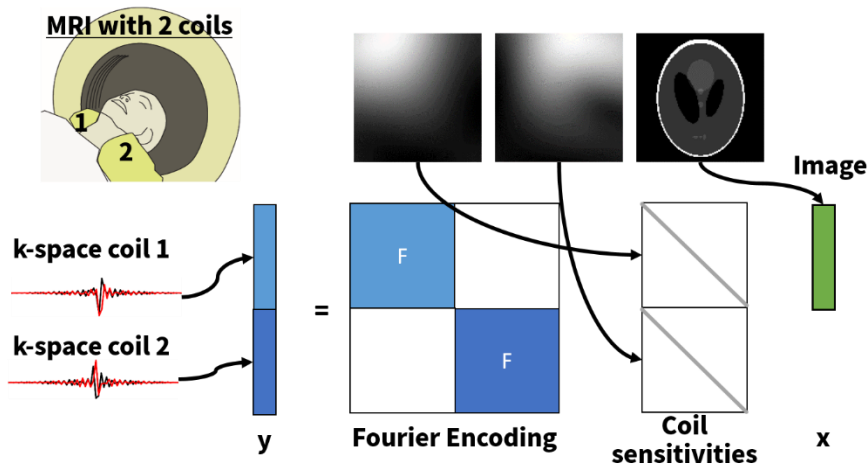 MRI with 2 coils
1
2
Image
k-space coil 1
F
k-space coil 2
=
F
y
Fourier Encoding
Coil
sensitivities
x